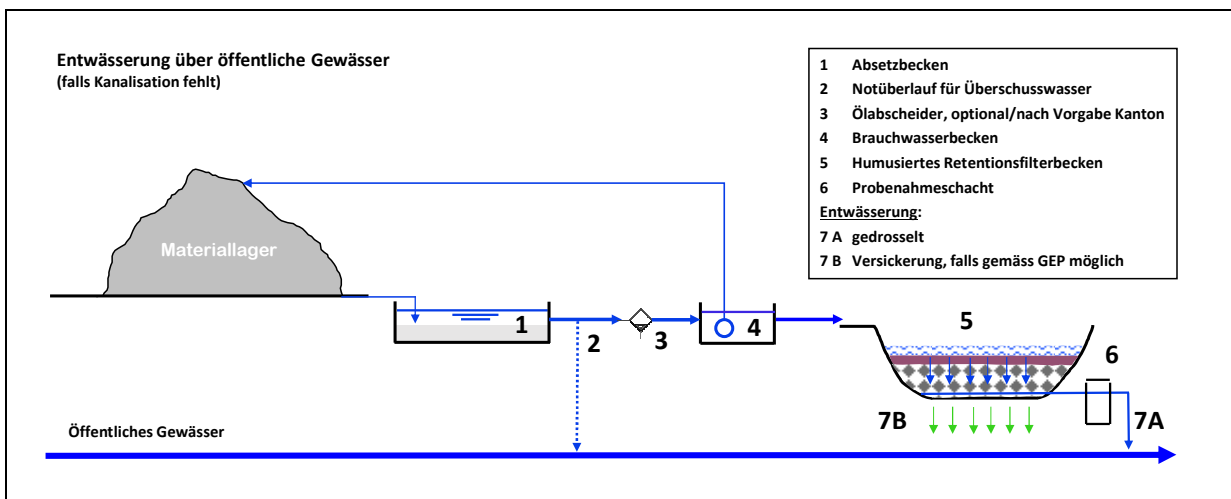 Entwässerung über öffentliche Gewässer
(falls Kanalisation fehlt)
1 Absetzbecken
2 Notüberlauf für Überschusswasser
3 Ölabscheider, optional/nach Vorgabe Kanton
4 Brauchwasserbecken
5 Humusiertes Retentionsfilterbecken
6 Probenahmeschacht
Entwässerung:
7 A gedrosselt
7 B Versickerung, falls gemäss GEP möglich
Materiallager
1
2
3
4
5
6
7B
7A
Öffentliches Gewässer